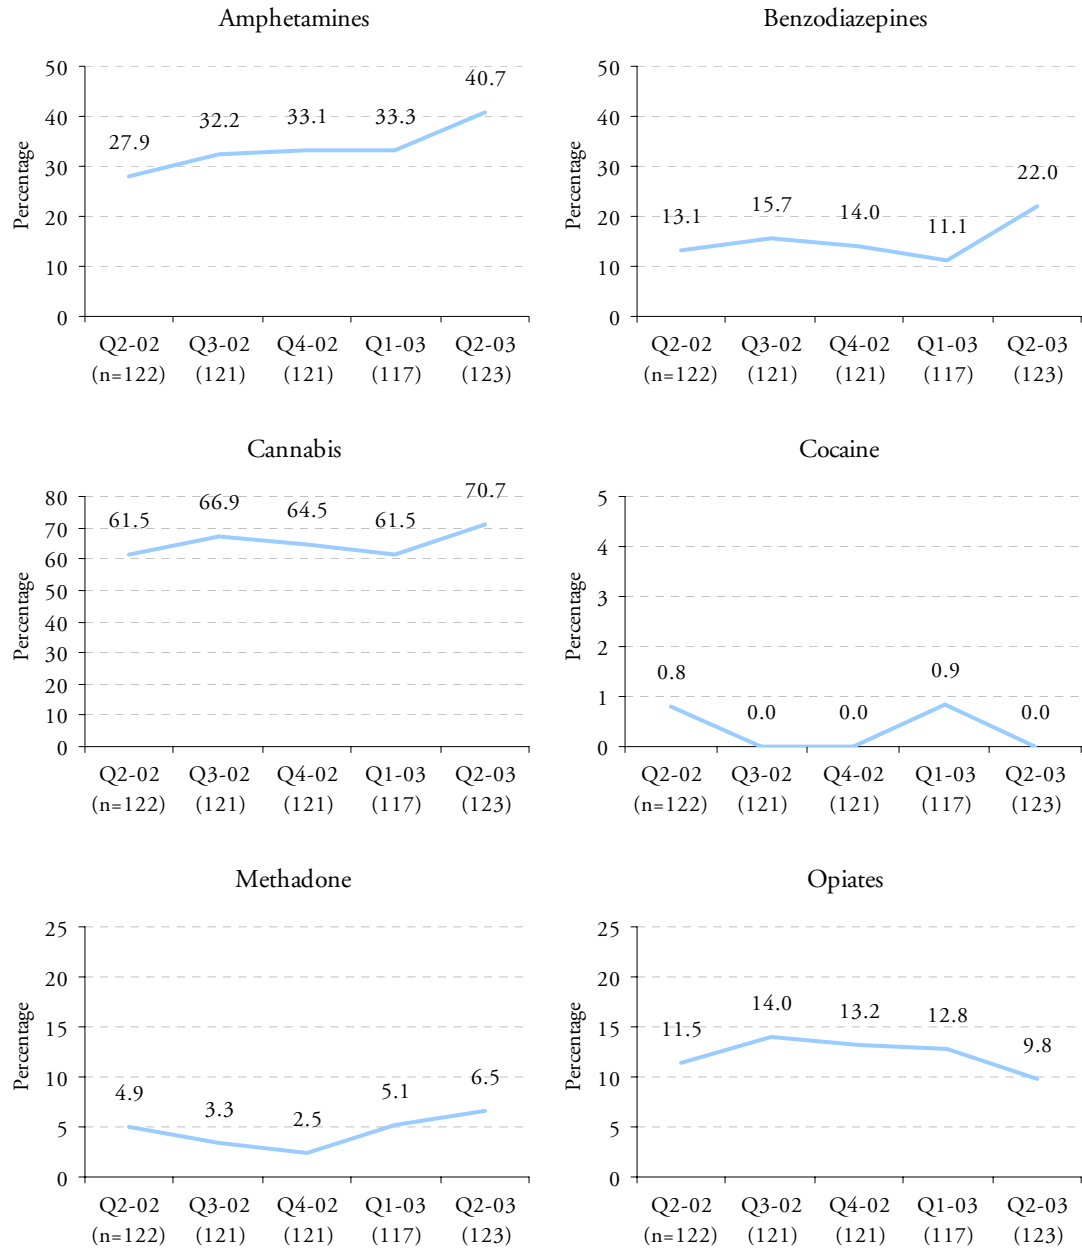 Amphetamines
Percentage
50
40
30
20
10
0
27.9
32.2
33.1
33.3
40.7
Q2-02 Q3-02 Q4-02 Q1-03 Q2-03
(n=122) (121) (121) (117) (123)
Benzodiazepines
Percentage
50
40
30
20
10
0
13.1
15.7
14.0
11.1
22.0
Q2-02 Q3-02 Q4-02 Q1-03 Q2-03
(n=122) (121) (121) (117) (123)
Cannabis
Percentage
80
70
60
50
40
30
20
10
0
61.5
66.9
64.5
61.5
70.7
Q2-02 Q3-02 Q4-02 Q1-03 Q2-03
(n=122) (121) (121) (117) (123)
Cocaine
Percentage
5
4
3
2
1
0
0.8
0.0
0.0
0.9
0.0
Q2-02 Q3-02 Q4-02 Q1-03 Q2-03
(n=122) (121) (121) (117) (123)
Methadone
Percentage
25
20
15
10
5
0
4.9
3.3
2.5
5.1
6.5
Q2-02 Q3-02 Q4-02 Q1-03 Q2-03
(n=122) (121) (121) (117) (123)
Opiates
Percentage
25
20
15
10
5
0
11.5
14.0
13.2
12.8
9.8
Q2-02 Q3-02 Q4-02 Q1-03 Q2-03
(n=122) (121) (121) (117) (123)